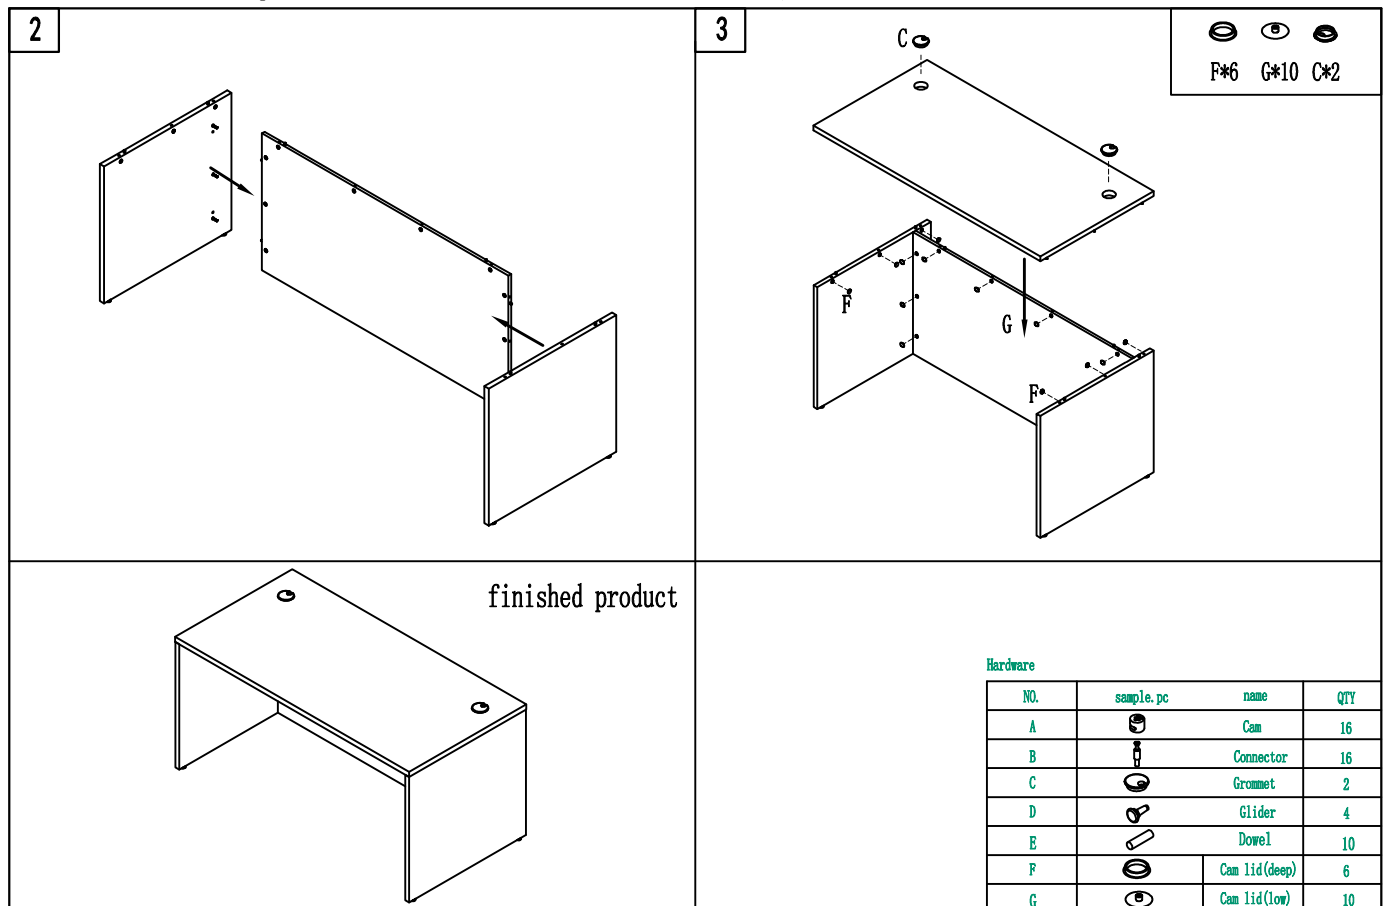 2
3
C
F*6 G*10 C*2
F
G
F
finished product
Hardware
NO. sample.pc name QTY
A Cam 16
B Connector 16
C Grommet 2
D Glider 4
E Dowel 10
F Cam lid(deep) 6
G Cam lid(low) 10